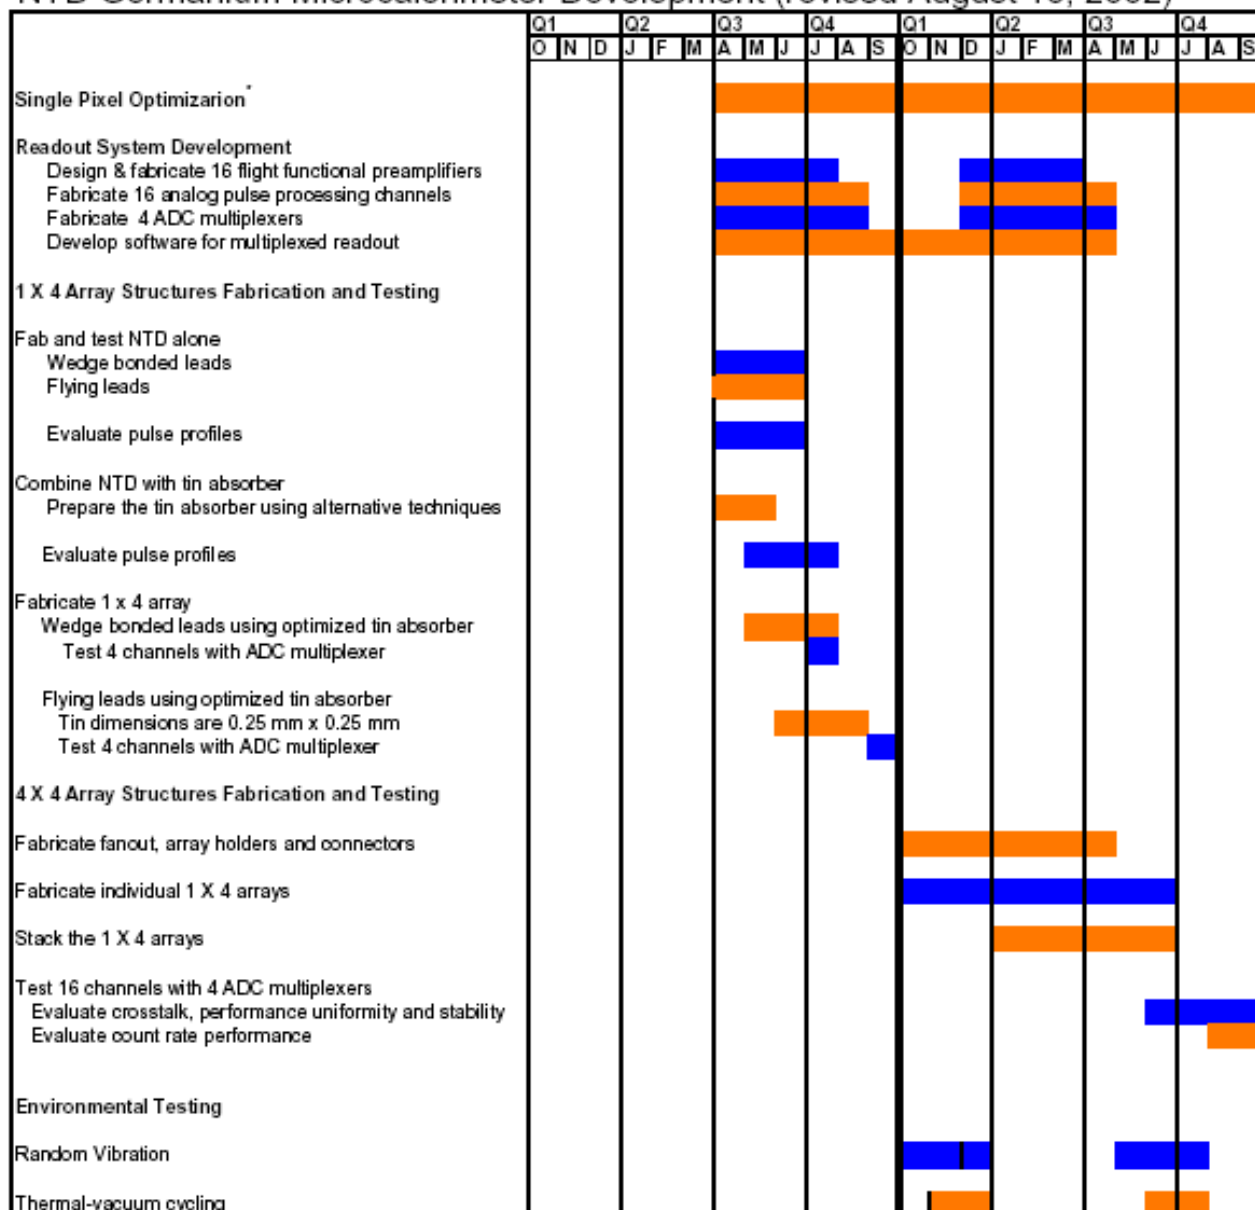 NTD Germanium Microcalorimeter Development (revised August 15, 2002)
Q1 Q2 Q3 Q4 Q1 Q2 Q3 Q4
O N D J F M A M J J A S O N D J F M A M J J A S
Single Pixel Optimizarion*
Readout System Development
Design & fabricate 16 flight functional preamplifiers
Fabricate 16 analog pulse processing channels
Fabricate 4 ADC multiplexers
Develop software for multiplexed readout
1 X 4 Array Structures Fabrication and Testing
Fab and test NTD alone
Wedge bonded leads
Flying leads
Evaluate pulse profiles
Combine NTD with tin absorber
Prepare the tin absorber using alternative techniques
Evaluate pulse profiles
Fabricate 1 x 4 array
Wedge bonded leads using optimized tin absorber
Test 4 channels with ADC multiplexer
Flying leads using optimized tin absorber
Tin dimensions are 0.25 mm x 0.25 mm
Test 4 channels with ADC multiplexer
4 X 4 Array Structures Fabrication and Testing
Fabricate fanout, array holders and connectors
Fabricate individual 1 X 4 arrays
Stack the 1 X 4 arrays
Test 16 channels with 4 ADC multiplexers
Evaluate crosstalk, performance uniformity and stability
Evaluate count rate performance
Environmental Testing
Random Vibration
Thermal-vacuum cycling